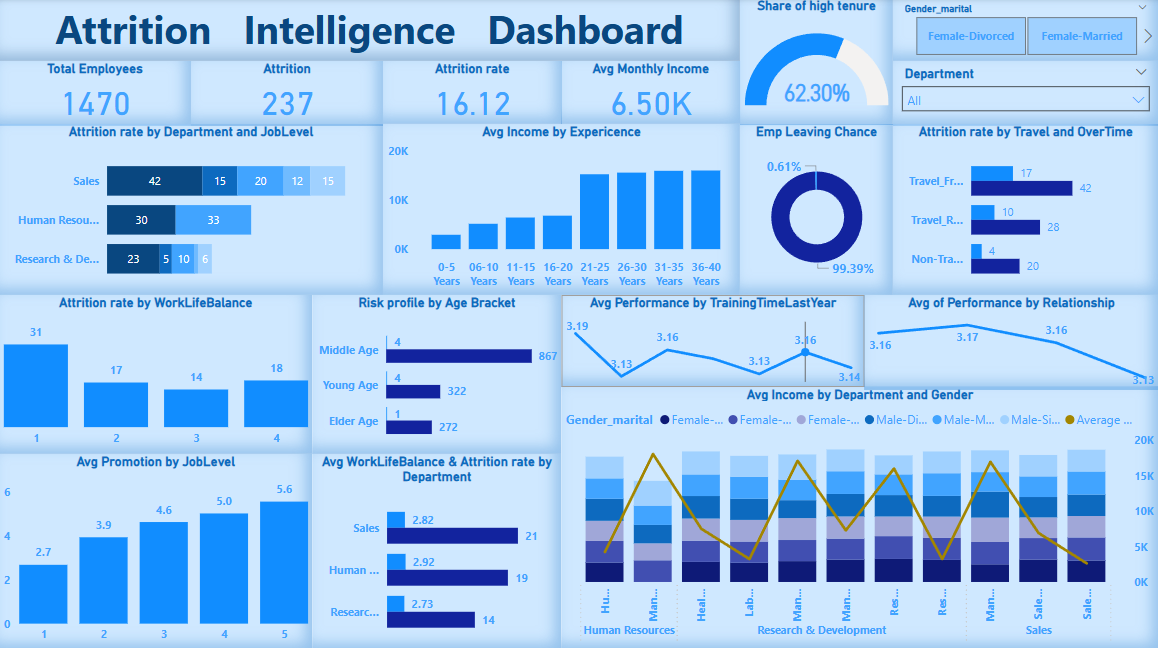 Attrition Intelligence Dashboard
Share of high tenure
62.30%
Gender_marital
Female-Divorced
Female-Married
Department
All
Total Employees
1470
Attrition
237
Attrition rate
16.12
Avg Monthly Income
6.50K
Attrition rate by Department and JobLevel
Sales 42 15 20 12 15
Human Resou... 30 33
Research & De... 23 5 10 6
Avg Income by Expericence
20K
10K
0K
0-5 Years
06-10 Years
11-15 Years
16-20 Years
21-25 Years
26-30 Years
31-35 Years
36-40 Years
Emp Leaving Chance
0.61%
99.39%
Attrition rate by Travel and OverTime
Travel_Fr... 17 42
Travel_R... 10 28
Non-Tra... 4 20
Attrition rate by WorkLifeBalance
31 17 14 18
1 2 3 4
Risk profile by Age Bracket
Middle Age 4 867
Young Age 4 322
Elder Age 1 272
Avg Performance by TrainingTimeLastYear
3.19 3.13 3.16 3.13 3.16 3.14
Avg of Performance by Relationship
3.16 3.17 3.16 3.13
Avg Promotion by JobLevel
6
4
2
0
2.7 3.9 4.6 5.0 5.6
1 2 3 4 5
Avg WorkLifeBalance & Attrition rate by
Department
Sales 2.82 21
Human ... 2.92 19
Researc... 2.73 14
Avg Income by Department and Gender
Gender_marital Female-... Female-... Female-... Male-Di... Male-M... Male-Si... Average ...
20K
15K
10K
5K
0K
Hu...
Man...
Heal...
Lab...
Man...
Man...
Res...
Res...
Man...
Sale...
Sale...
Human Resources
Research & Development
Sales